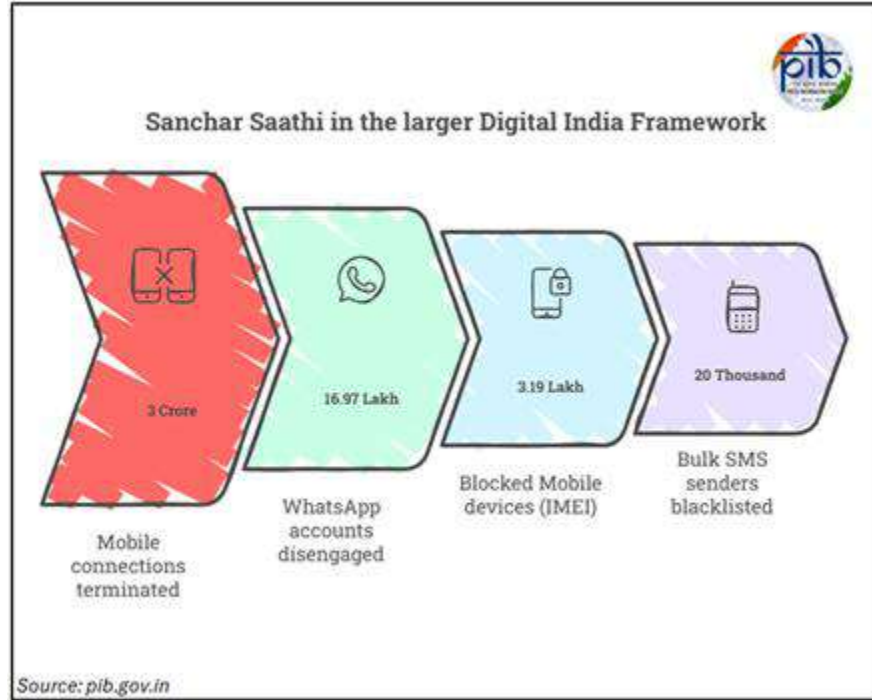 pib
Sanchar Saathi in the larger Digital India Framework
3 Crore
Mobile
connections
terminated
16.97 Lakh
WhatsApp
accounts
disengaged
3.19 Lakh
Blocked Mobile
devices (IMEI)
20 Thousand
Bulk SMS
senders
blacklisted
Source: pib.gov.in